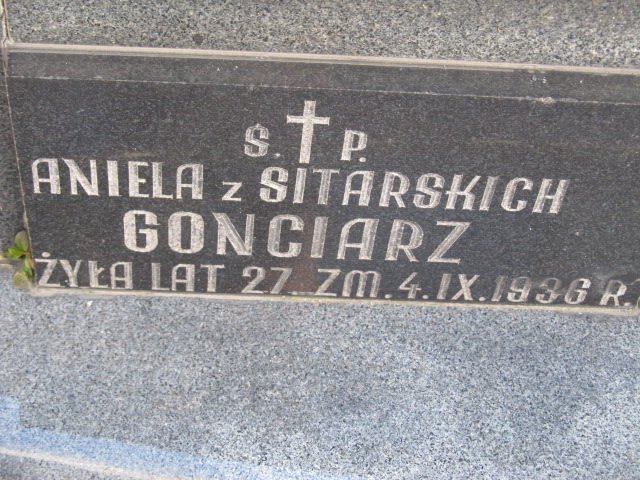 Ś. P.
ANIELA z SITARSKICH
GONCIARZ
ŻYŁA LAT 27. ZM. 4. IX. 1936 R.